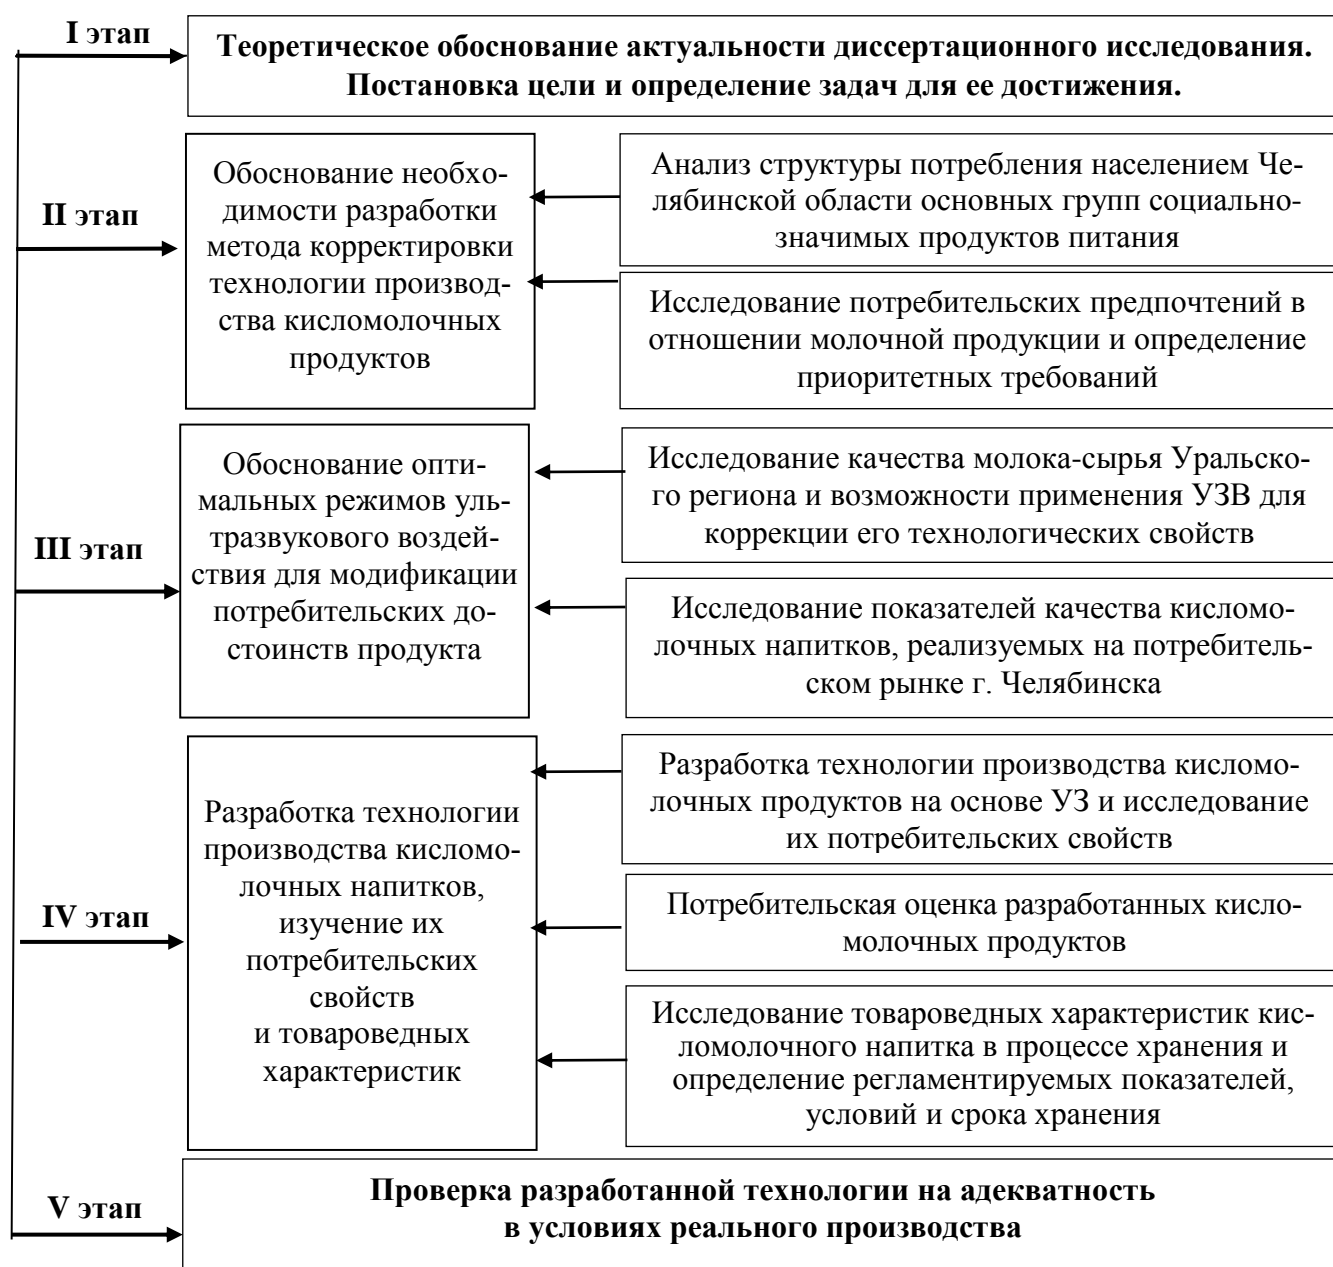 I этап
Теоретическое обоснование актуальности диссертационного исследования.
Постановка цели и определение задач для ее достижения.
II этап
Обоснование необхо-
димости разработки
метода корректировки
технологии производ-
ства кисломолочных
продуктов
Анализ структуры потребления населением Че-
лябинской области основных групп социально-
значимых продуктов питания
Исследование потребительских предпочтений в
отношении молочной продукции и определение
приоритетных требований
III этап
Обоснование опти-
мальных режимов уль-
тразвукового воздей-
ствия для модификации
потребительских до-
стоинств продукта
Исследование качества молока-сырья Уральско-
го региона и возможности применения УЗВ для
коррекции его технологических свойств
Исследование показателей качества кисломо-
лочных напитков, реализуемых на потребитель-
ском рынке г. Челябинска
IV этап
Разработка технологии
производства кисломо-
лочных напитков,
изучение их
потребительских
свойств
и товароведных
характеристик
Разработка технологии производства кисломо-
лочных продуктов на основе УЗ и исследование
их потребительских свойств
Потребительская оценка разработанных кисло-
молочных продуктов
Исследование товароведных характеристик кис-
ломолочного напитка в процессе хранения и
определение регламентируемых показателей,
условий и срока хранения
V этап
Проверка разработанной технологии на адекватность
в условиях реального производства